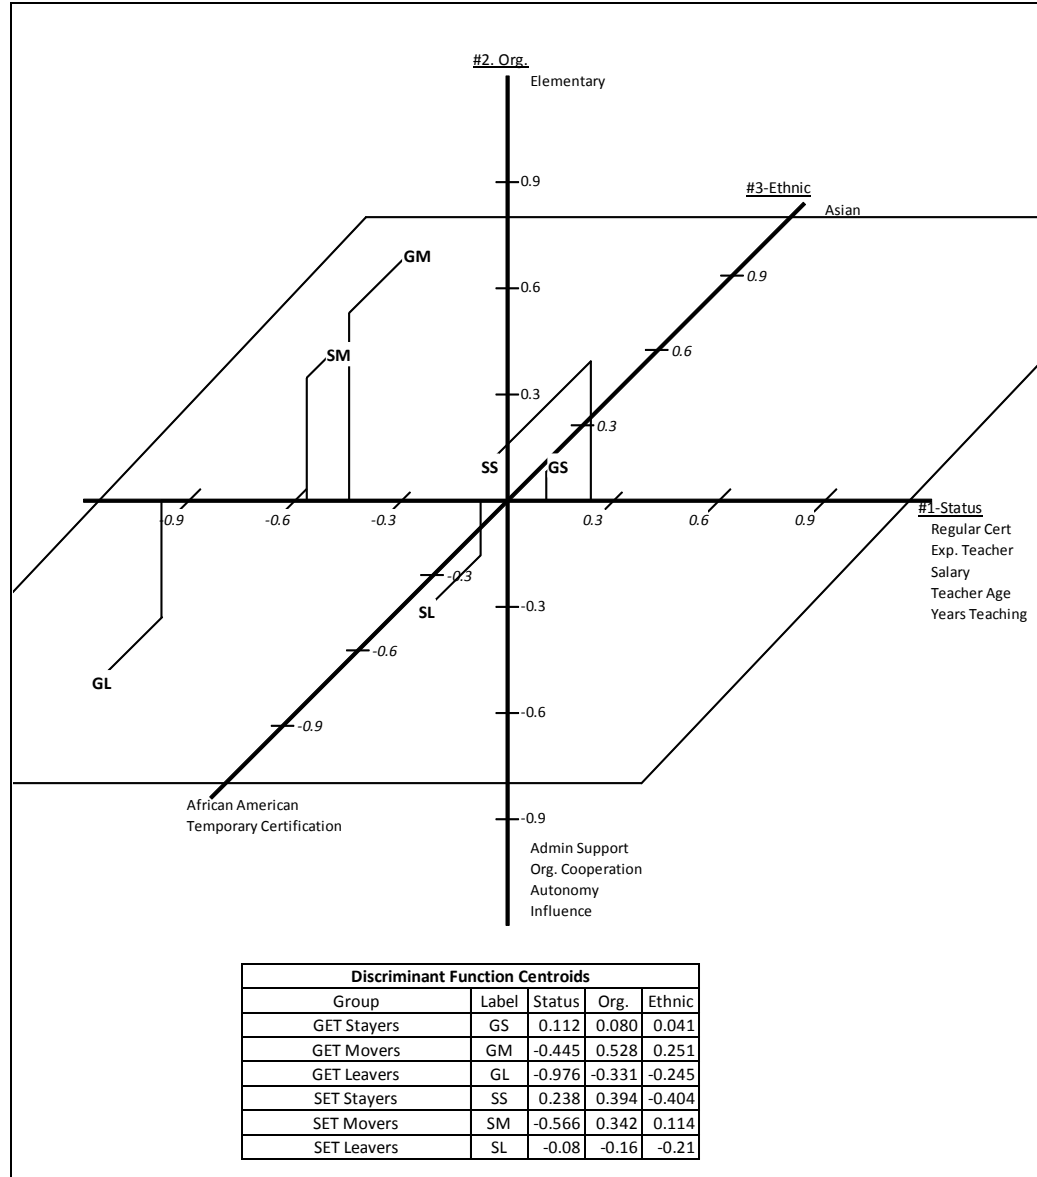 #2. Org.
Elementary
0.9
#3-Ethnic
Asian
GM
0.9
0.6
SM
0.6
0.3
0.3
SS
GS
#1-Status
-0.9
-0.6
-0.3
0.3
0.6
0.9
Regular Cert
Exp. Teacher
Salary
Teacher Age
Years Teaching
-0.3
SL
-0.3
-0.6
GL
-0.6
-0.9
African American
Temporary Certification
-0.9
Admin Support
Org. Cooperation
Autonomy
Influence
Discriminant Function Centroids
Group Label Status Org. Ethnic
GET Stayers GS 0.112 0.080 0.041
GET Movers GM -0.445 0.528 0.251
GET Leavers GL -0.976 -0.331 -0.245
SET Stayers SS 0.238 0.394 -0.404
SET Movers SM -0.566 0.342 0.114
SET Leavers SL -0.08 -0.16 -0.21